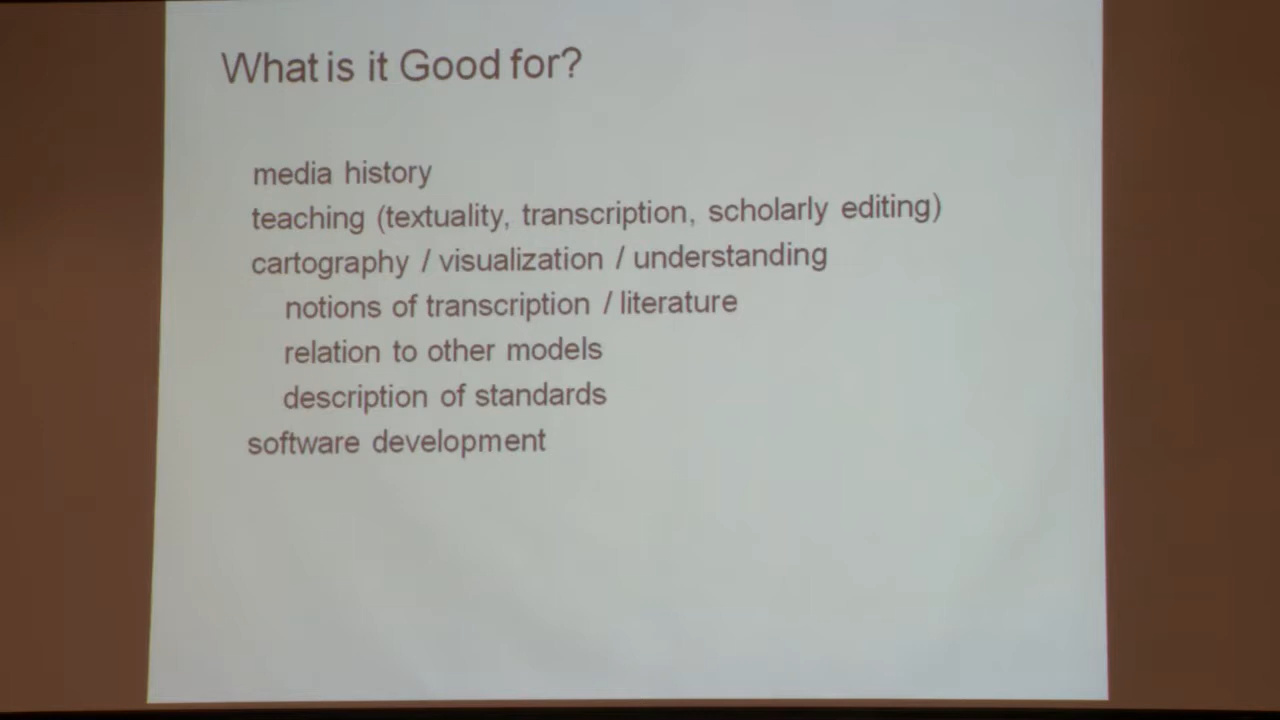 What is it Good for?
media history
teaching (textuality, transcription, scholarly editing)
cartography / visualization / understanding
notions of transcription / literature
relation to other models
description of standards
software development